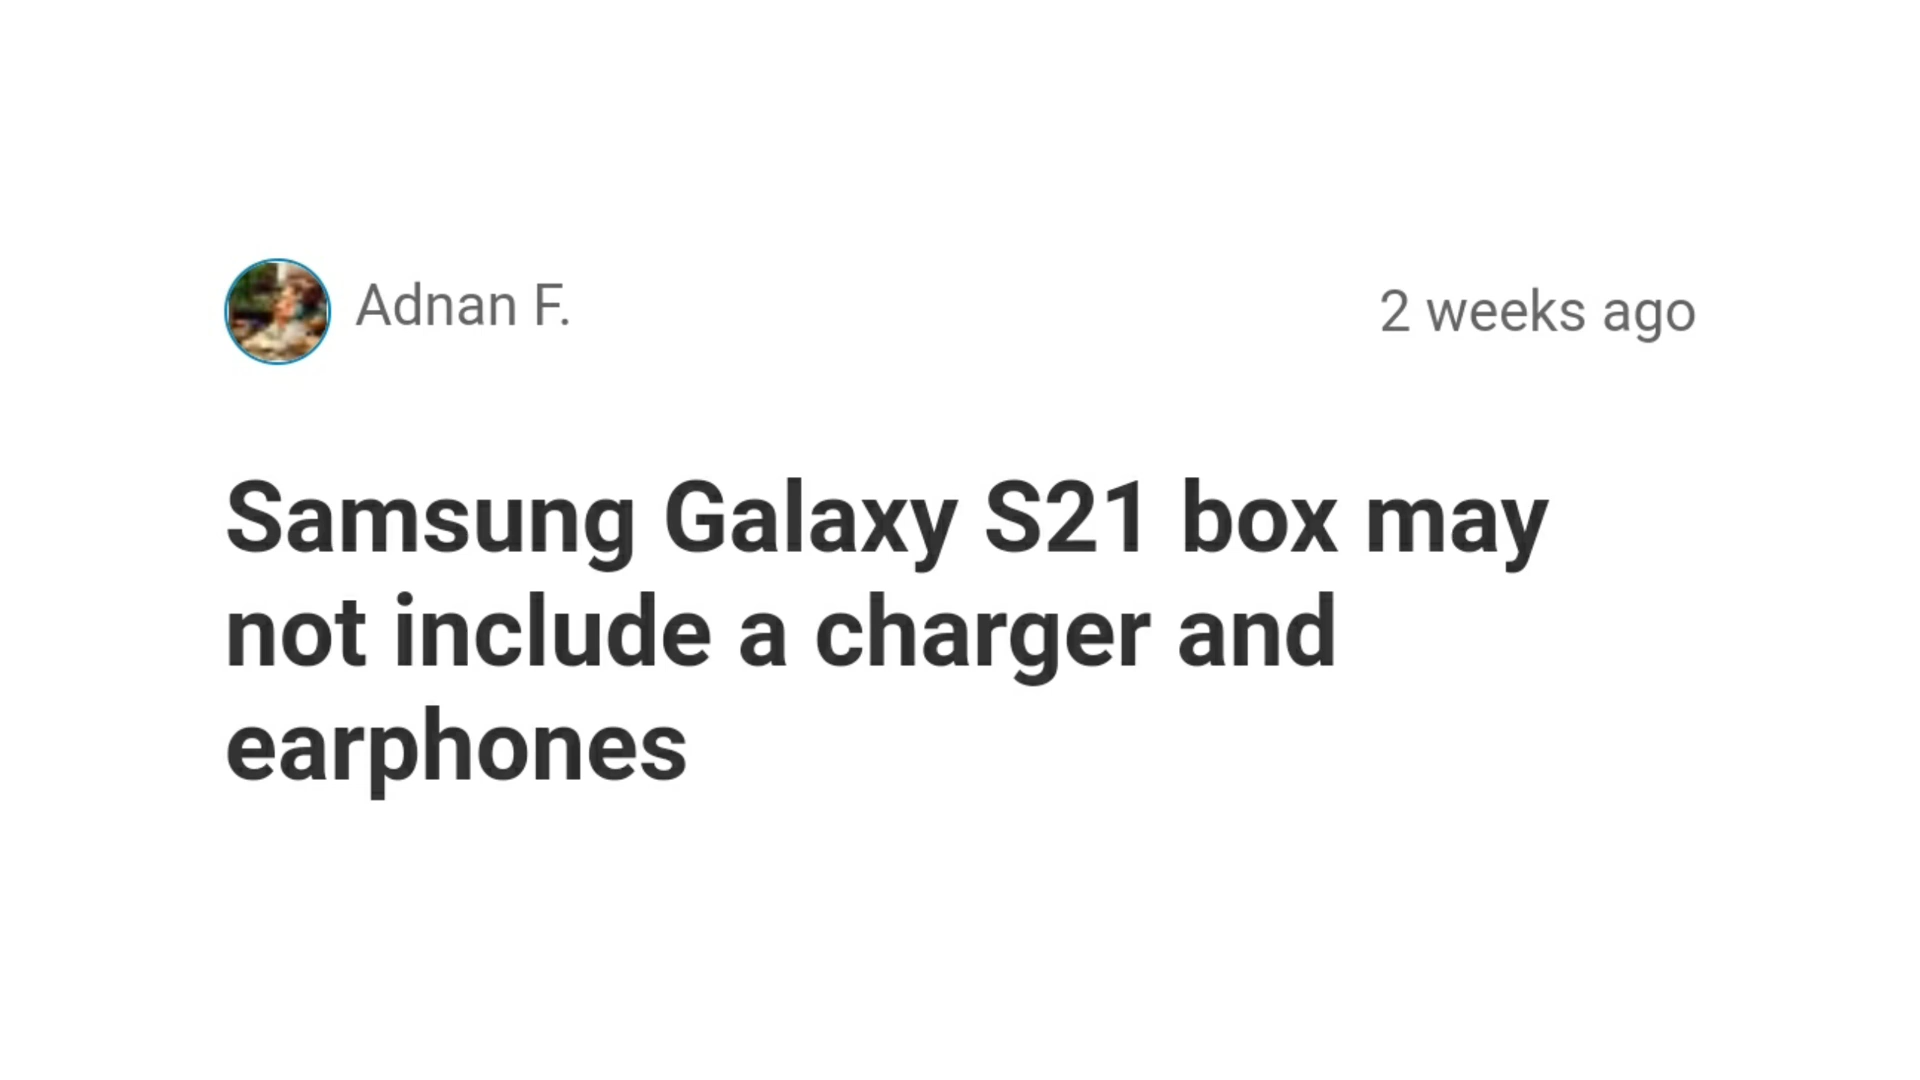 Adnan F.
2 weeks ago
Samsung Galaxy S21 box may
not include a charger and
earphones